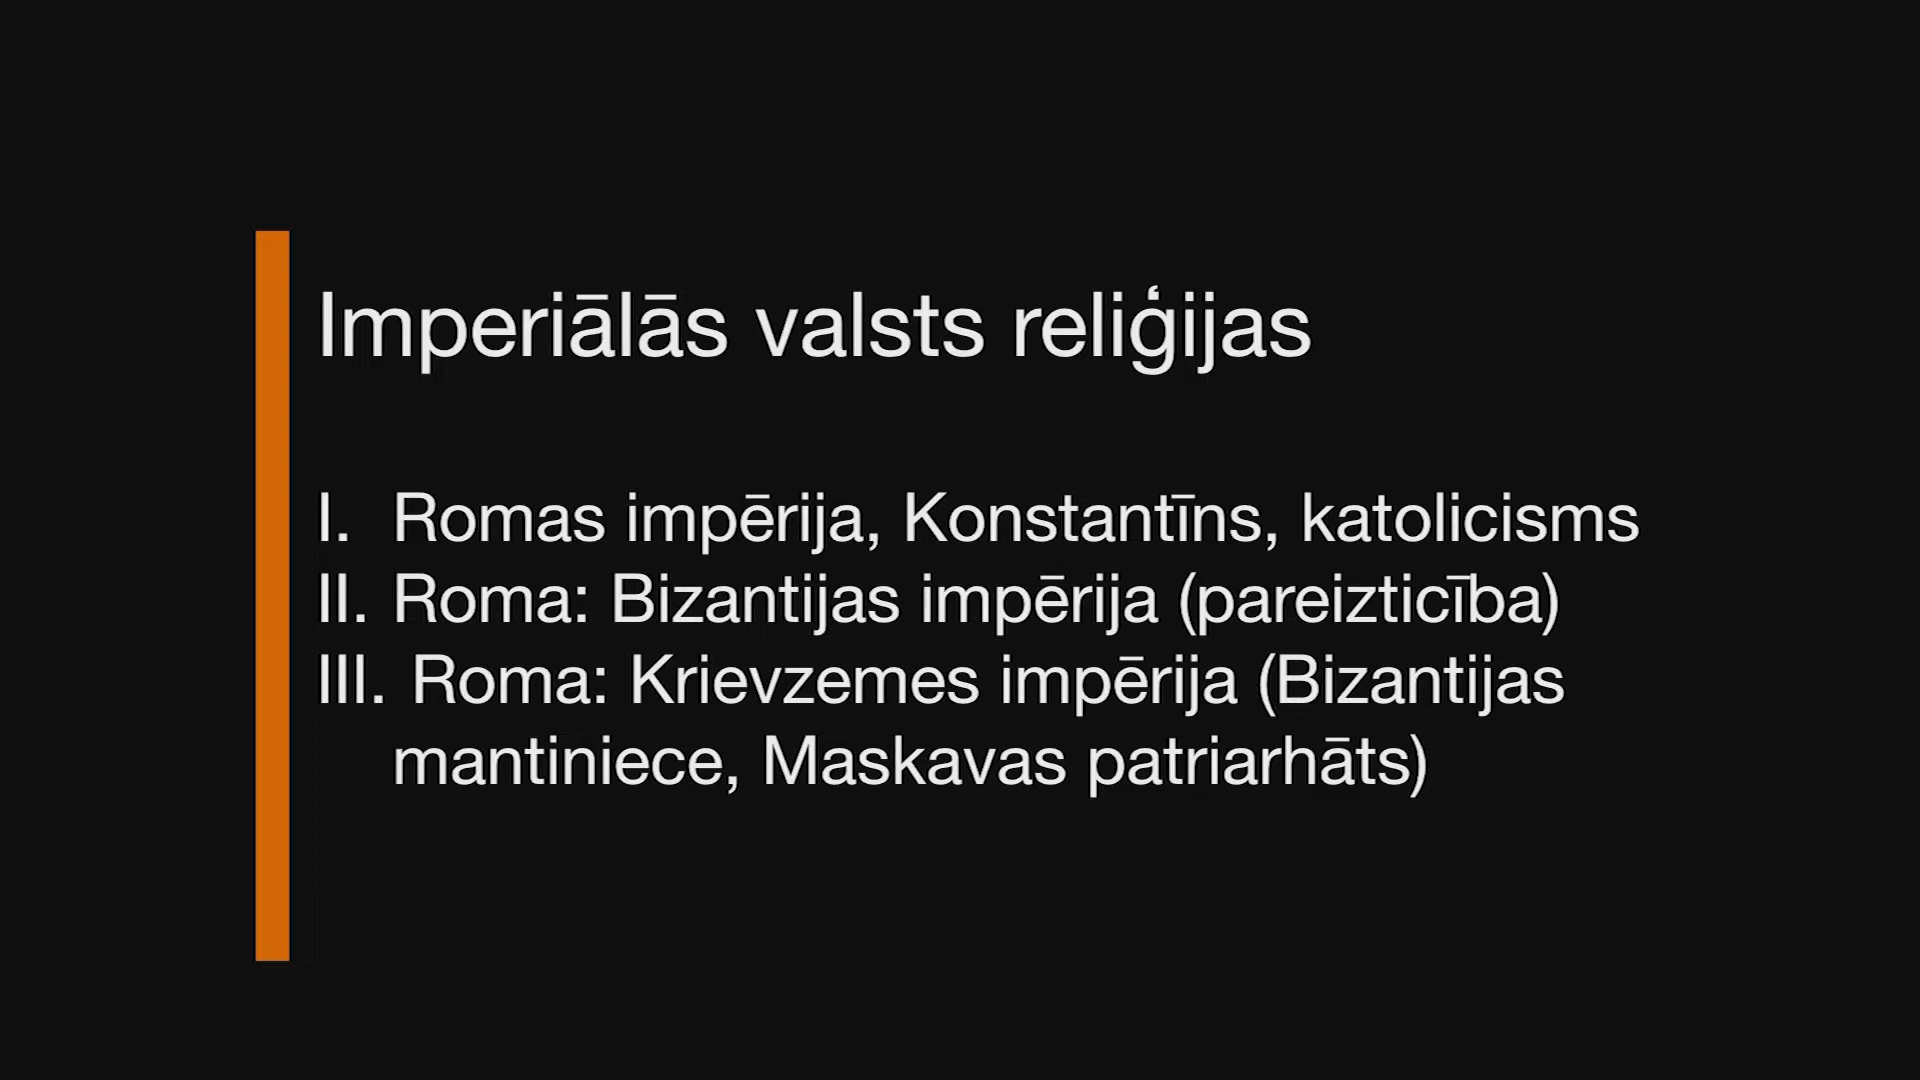 Imperiālās valsts reliģijas
I. Romas impērija, Konstantīns, katolicisms
II. Roma: Bizantijas impērija (pareizticība)
III. Roma: Krievzemes impērija (Bizantijas
mantiniece, Maskavas patriarhāts)